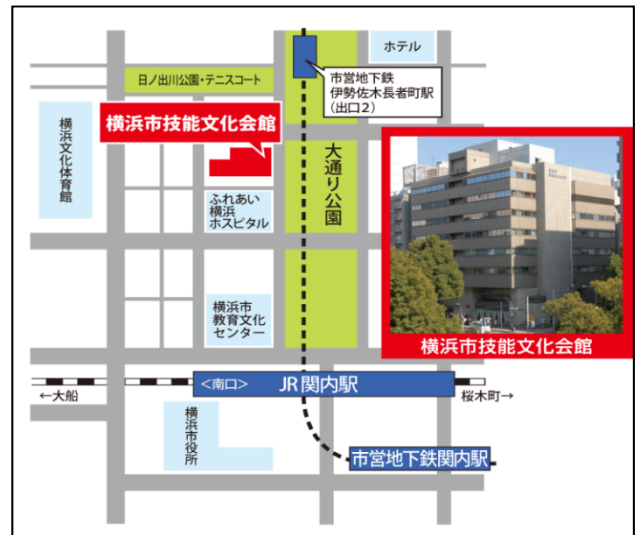 ホテル
日ノ出川公園・テニスコート
市営地下鉄
伊勢佐木長者町駅
（出口２）
横浜文化体育館
横浜市技能文化会館
大通り公園
ふれあい
横浜
ホスピタル
横浜市
教育文化
センター
横浜市技能文化会館
＜南口＞ JR関内駅
←大船
桜木町→
横浜市役所
市営地下鉄関内駅